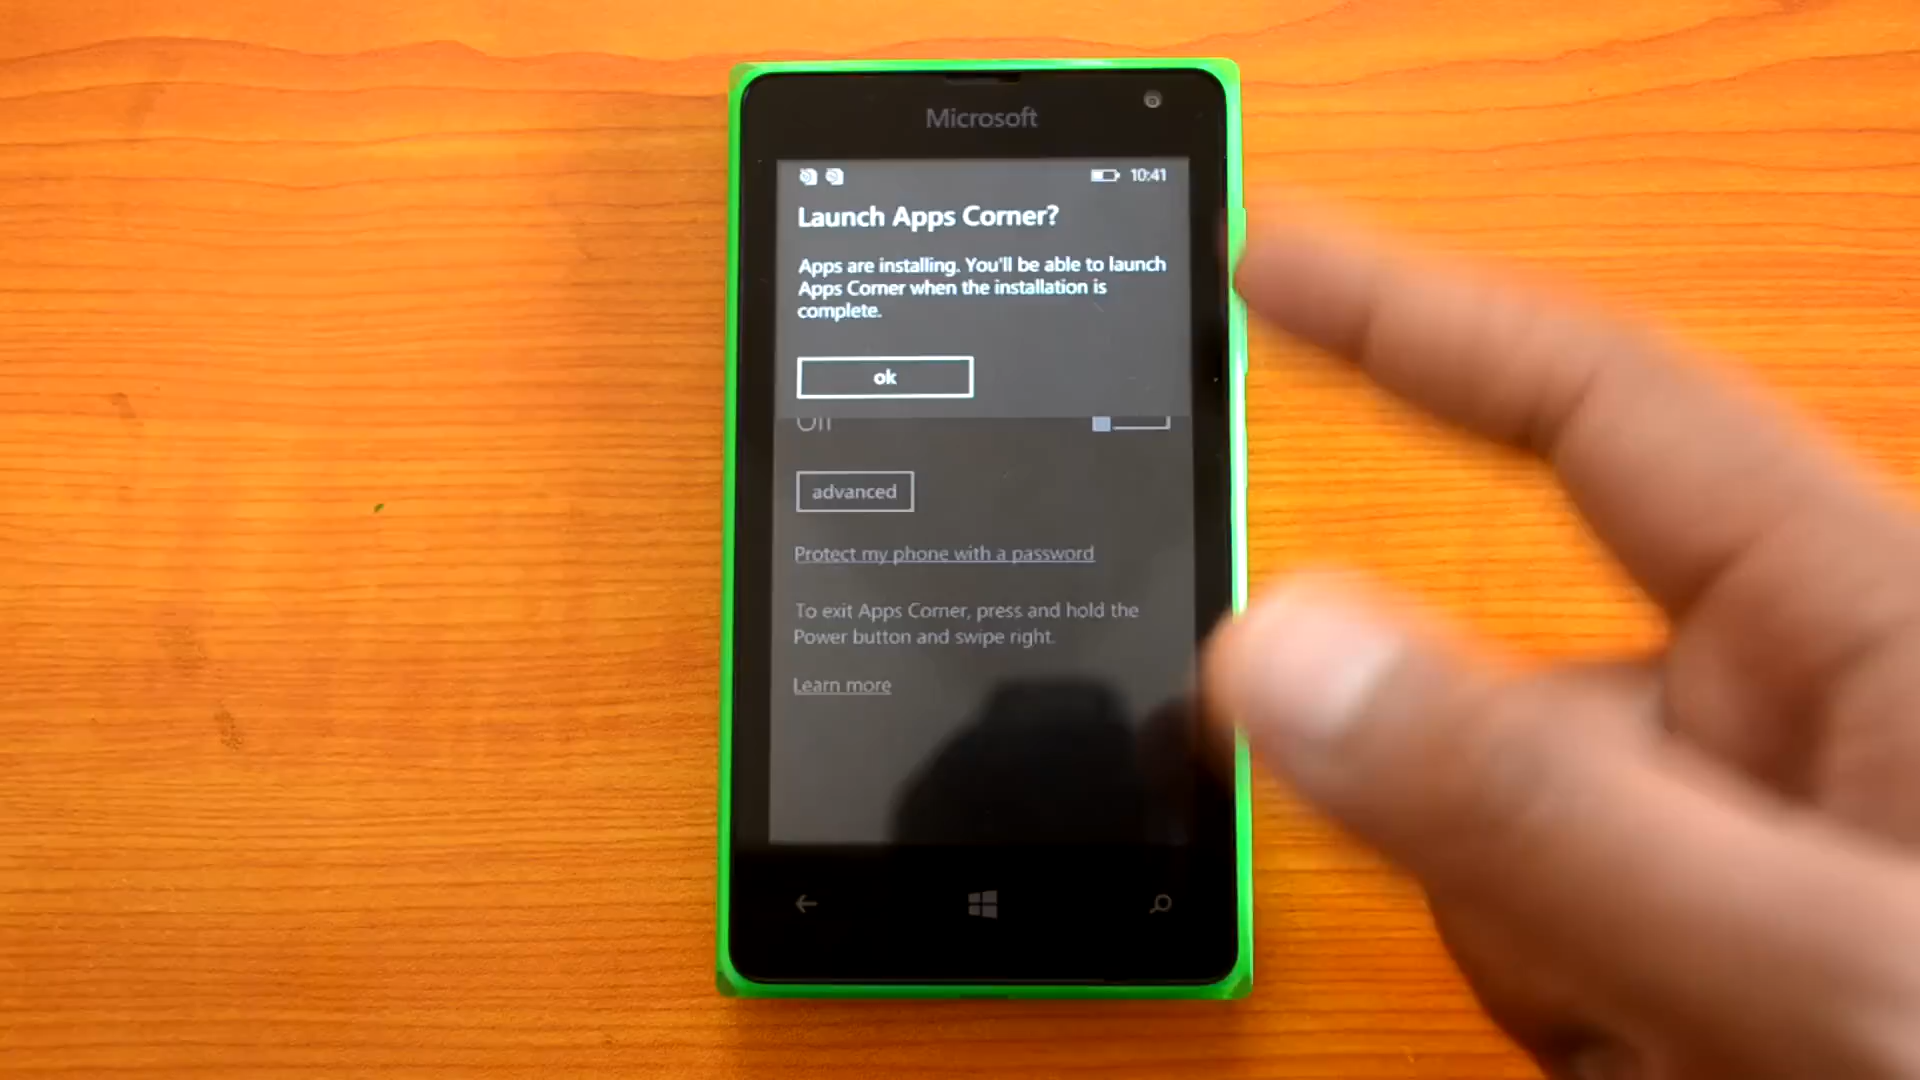 Microsoft
10:41
Launch Apps Corner?
Apps are installing. You'll be able to launch
Apps Corner when the installation is
complete.
ok
Off
advanced
Protect my phone with a password
To exit Apps Corner, press and hold the
Power button and swipe right.
Learn more